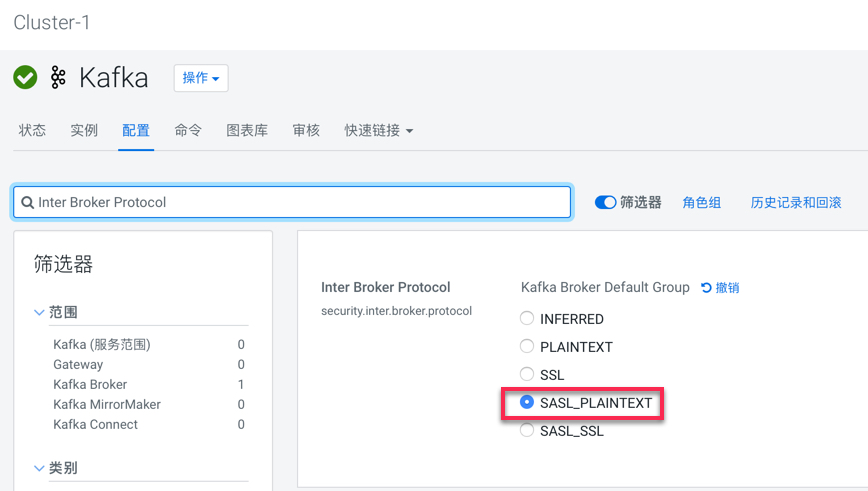 Cluster-1
Kafka 操作
状态 实例 配置 命令 图表库 审核 快速链接
Inter Broker Protocol 筛选器 角色组 历史记录和回滚
筛选器
范围
Kafka (服务范围) 0
Gateway 0
Kafka Broker 1
Kafka MirrorMaker 0
Kafka Connect 0
类别
Inter Broker Protocol
security.inter.broker.protocol
Kafka Broker Default Group 撤销
INFERRED
PLAINTEXT
SSL
SASL_PLAINTEXT
SASL_SSL